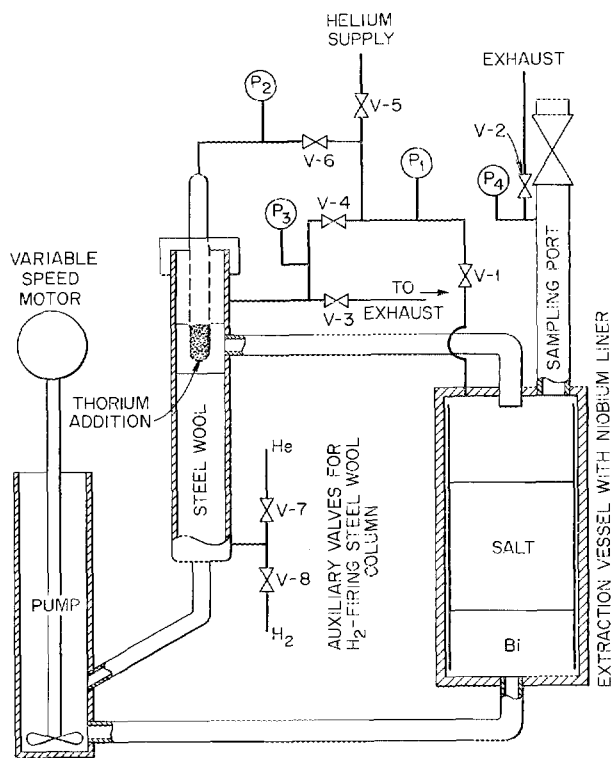 HELIUM
SUPPLY
EXHAUST
P2
V-5
V-2
V-6
P1
P4
V-4
P3
VARIABLE
SPEED
MOTOR
TO
EXHAUST
V-1
V-3
SAMPLING PORT
THORIUM
ADDITION
STEEL WOOL
He
V-7
V-8
H2
AUXILIARY VALVES FOR
H2-FIRING STEEL WOOL
COLUMN
PUMP
SALT
Bi
EXTRACTION VESSEL WITH NIOBIUM LINER